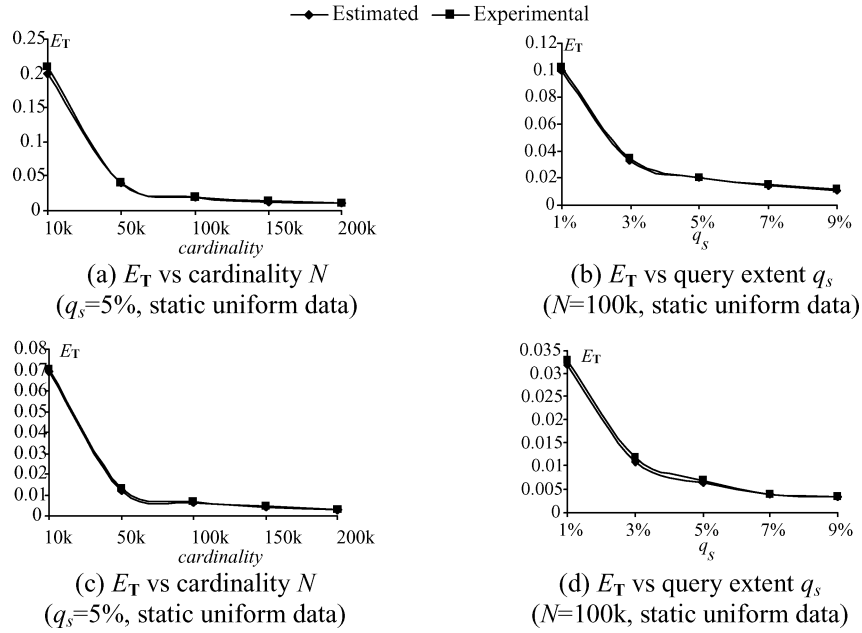 Estimated Experimental
E_T
0.25
0.2
0.15
0.1
0.05
0
10k 50k 100k 150k 200k
cardinality
(a) E_T vs cardinality N
(q_s=5%, static uniform data)
E_T
0.12
0.1
0.08
0.06
0.04
0.02
0
1% 3% 5% 7% 9%
q_s
(b) E_T vs query extent q_s
(N=100k, static uniform data)
E_T
0.08
0.07
0.06
0.05
0.04
0.03
0.02
0.01
0
10k 50k 100k 150k 200k
cardinality
(c) E_T vs cardinality N
(q_s=5%, static uniform data)
E_T
0.035
0.03
0.025
0.02
0.015
0.01
0.005
0
1% 3% 5% 7% 9%
q_s
(d) E_T vs query extent q_s
(N=100k, static uniform data)